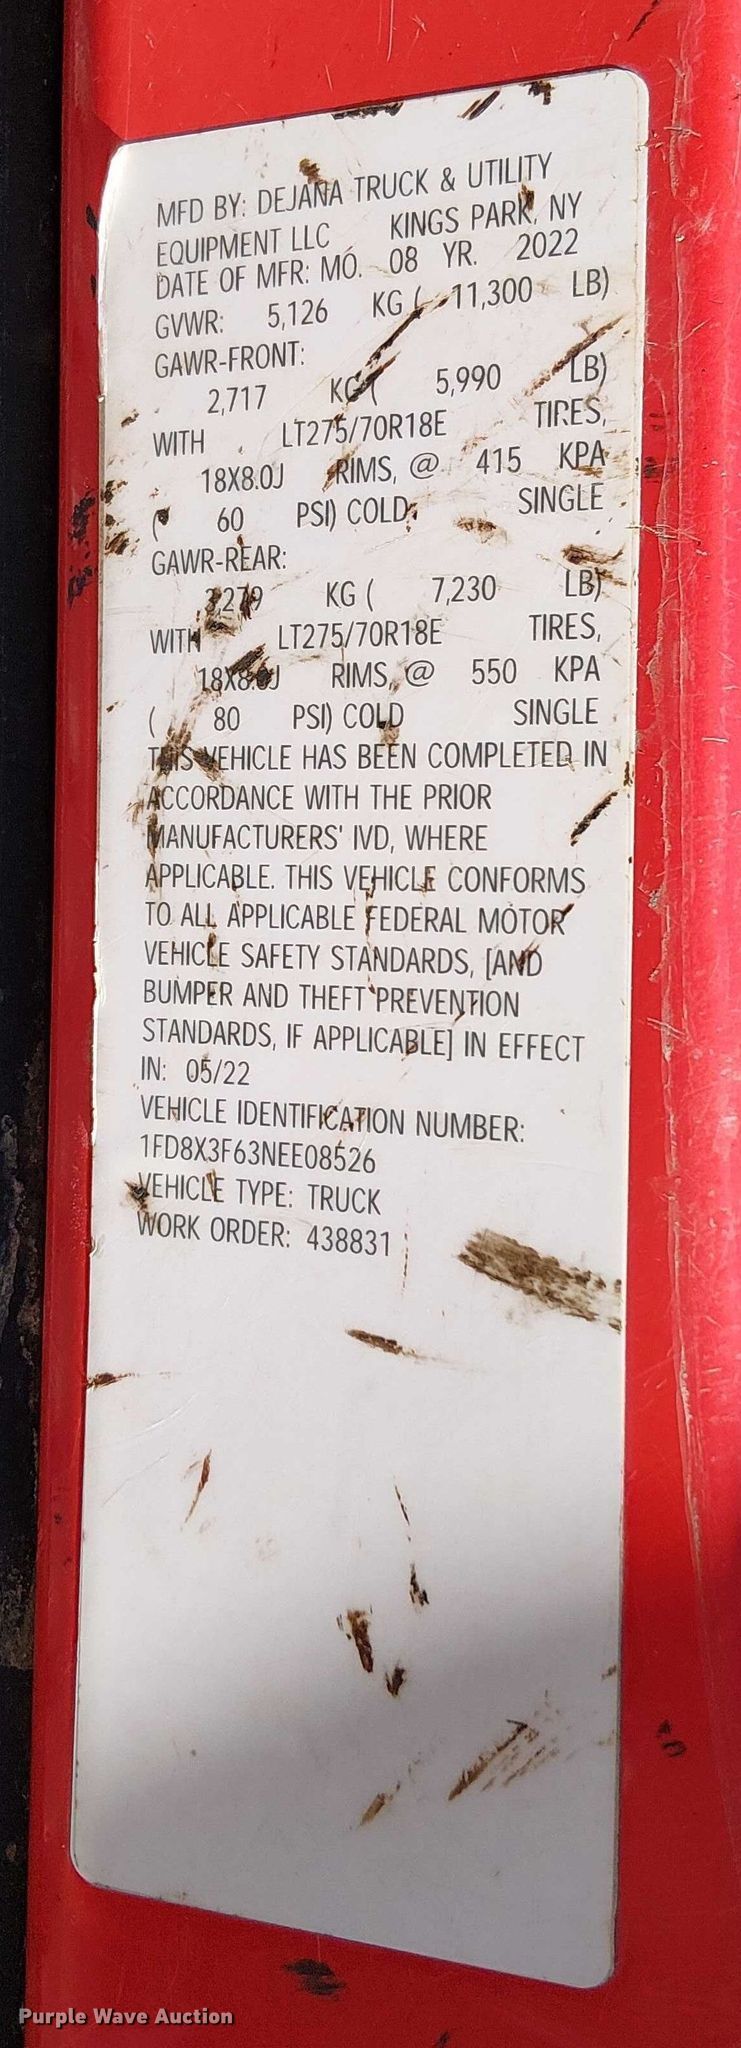 MFD BY: DEJANA TRUCK & UTILITY
EQUIPMENT LLC KINGS PARK, NY
DATE OF MFR: MO. 08 YR. 2022
GVWR: 5,126 KG ( 11,300 LB)
GAWR-FRONT:
2,717 KG ( 5,990 LB)
WITH LT275/70R18E TIRES,
18X8.0J RIMS, @ 415 KPA
( 60 PSI) COLD, SINGLE
GAWR-REAR:
3,279 KG ( 7,230 LB)
WITH LT275/70R18E TIRES,
18X8.0J RIMS, @ 550 KPA
( 80 PSI) COLD SINGLE
THIS VEHICLE HAS BEEN COMPLETED IN
ACCORDANCE WITH THE PRIOR
MANUFACTURERS' IVD, WHERE
APPLICABLE. THIS VEHICLE CONFORMS
TO ALL APPLICABLE FEDERAL MOTOR
VEHICLE SAFETY STANDARDS, [AND
BUMPER AND THEFT PREVENTION
STANDARDS, IF APPLICABLE] IN EFFECT
IN: 05/22
VEHICLE IDENTIFICATION NUMBER:
1FD8X3F63NEE08526
VEHICLE TYPE: TRUCK
WORK ORDER: 438831
Purple Wave Auction